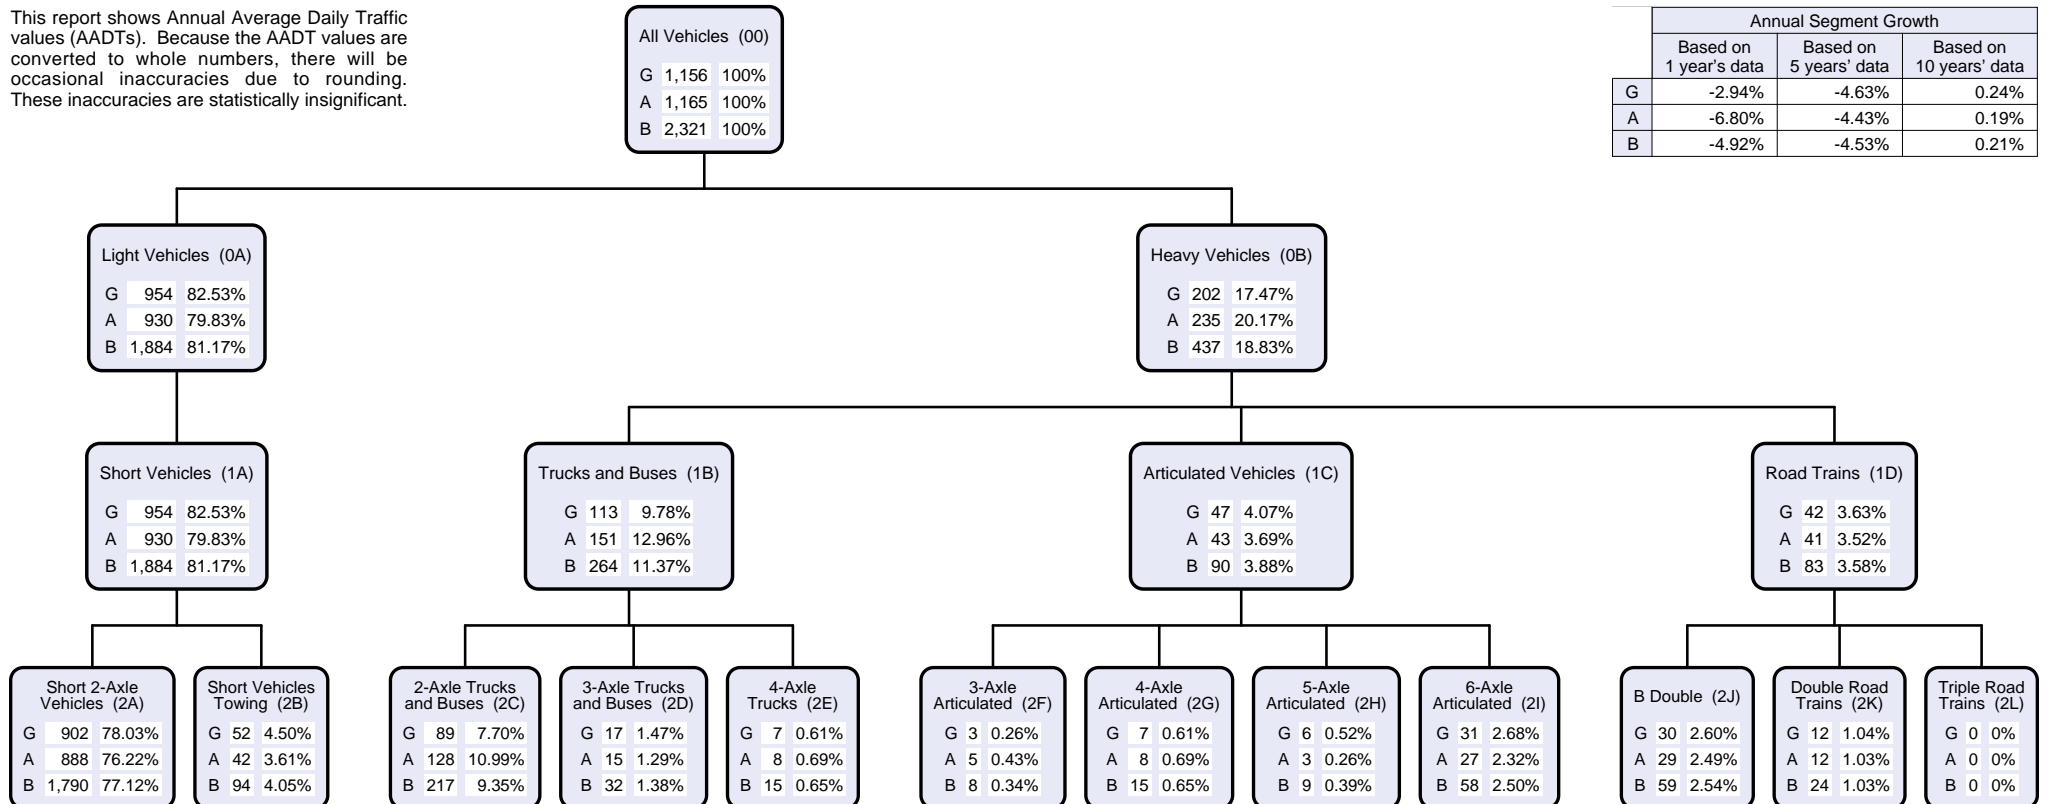 This report shows Annual Average Daily Traffic
values (AADTs). Because the AADT values are
converted to whole numbers, there will be
occasional inaccuracies due to rounding.
These inaccuracies are statistically insignificant.
All Vehicles (00)
G 1,156 100%
A 1,165 100%
B 2,321 100%
Annual Segment Growth
Based on 1 year's data Based on 5 years' data Based on 10 years' data
G -2.94% -4.63% 0.24%
A -6.80% -4.43% 0.19%
B -4.92% -4.53% 0.21%
Light Vehicles (0A)
G 954 82.53%
A 930 79.83%
B 1,884 81.17%
Heavy Vehicles (0B)
G 202 17.47%
A 235 20.17%
B 437 18.83%
Short Vehicles (1A)
G 954 82.53%
A 930 79.83%
B 1,884 81.17%
Trucks and Buses (1B)
G 113 9.78%
A 151 12.96%
B 264 11.37%
Articulated Vehicles (1C)
G 47 4.07%
A 43 3.69%
B 90 3.88%
Road Trains (1D)
G 42 3.63%
A 41 3.52%
B 83 3.58%
Short 2-Axle
Vehicles (2A)
G 902 78.03%
A 888 76.22%
B 1,790 77.12%
Short Vehicles
Towing (2B)
G 52 4.50%
A 42 3.61%
B 94 4.05%
2-Axle Trucks
and Buses (2C)
G 89 7.70%
A 128 10.99%
B 217 9.35%
3-Axle Trucks
and Buses (2D)
G 17 1.47%
A 15 1.29%
B 32 1.38%
4-Axle
Trucks (2E)
G 7 0.61%
A 8 0.69%
B 15 0.65%
3-Axle
Articulated (2F)
G 3 0.26%
A 5 0.43%
B 8 0.34%
4-Axle
Articulated (2G)
G 7 0.61%
A 8 0.69%
B 15 0.65%
5-Axle
Articulated (2H)
G 6 0.52%
A 3 0.26%
B 9 0.39%
6-Axle
Articulated (2I)
G 31 2.68%
A 27 2.32%
B 58 2.50%
B Double (2J)
G 30 2.60%
A 29 2.49%
B 59 2.54%
Double Road
Trains (2K)
G 12 1.04%
A 12 1.03%
B 24 1.03%
Triple Road
Trains (2L)
G 0 0%
A 0 0%
B 0 0%